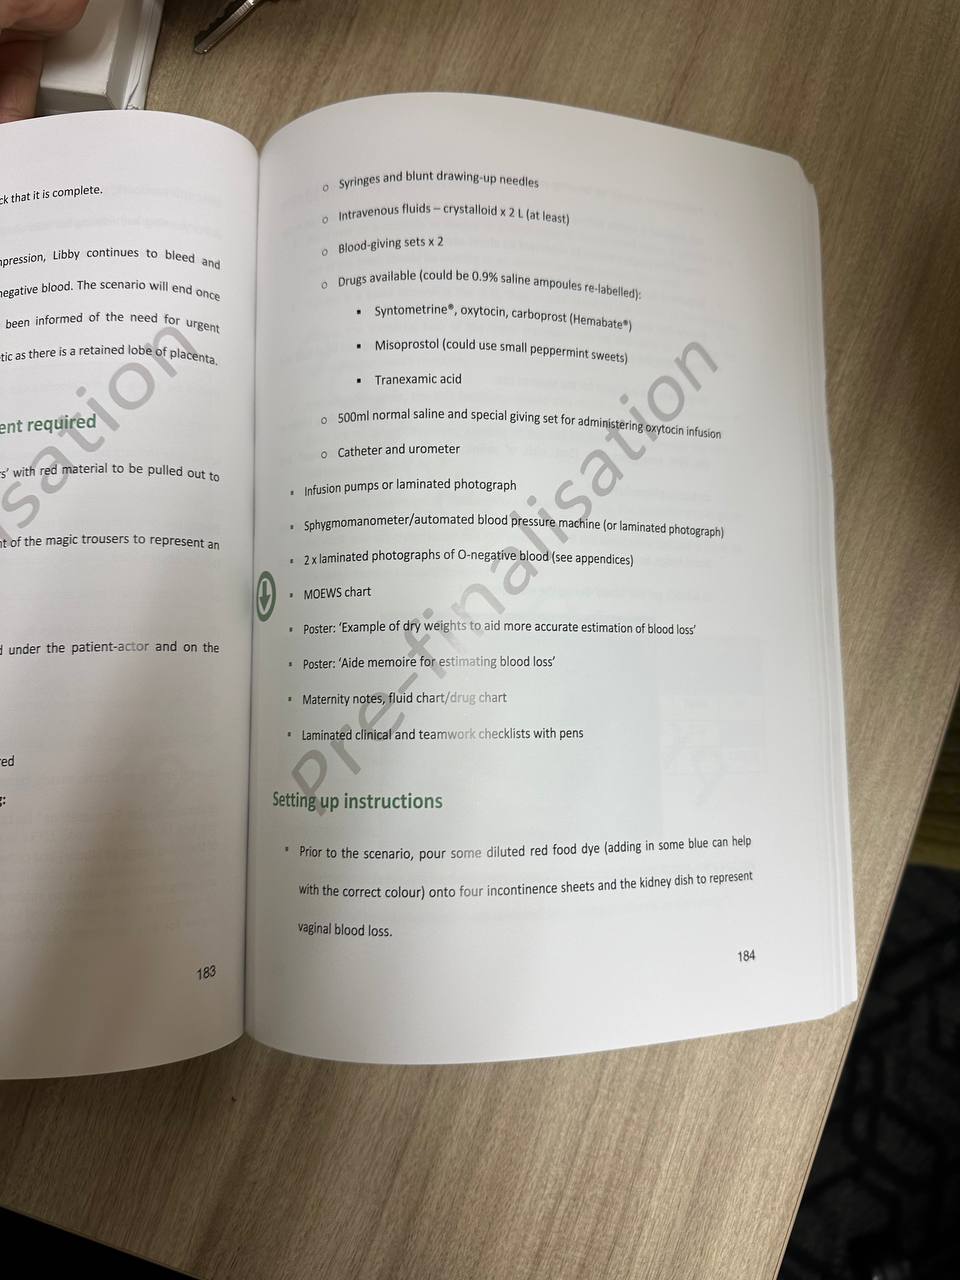 ck that it is complete.
mpression, Libby continues to bleed and
negative blood. The scenario will end once
been informed of the need for urgent
tic as there is a retained lobe of placenta.
ent required
s' with red material to be pulled out to
nt of the magic trousers to represent an
d under the patient-actor and on the
red
g:
183
o Syringes and blunt drawing-up needles
o Intravenous fluids – crystalloid x 2 L (at least)
o Blood-giving sets x 2
o Drugs available (could be 0.9% saline ampoules re-labelled):
▪ Syntometrine®, oxytocin, carboprost (Hemabate®)
▪ Misoprostol (could use small peppermint sweets)
▪ Tranexamic acid
o 500ml normal saline and special giving set for administering oxytocin infusion
o Catheter and urometer
▪ Infusion pumps or laminated photograph
▪ Sphygmomanometer/automated blood pressure machine (or laminated photograph)
▪ 2 x laminated photographs of O-negative blood (see appendices)
▪ MOEWS chart
▪ Poster: 'Example of dry weights to aid more accurate estimation of blood loss'
▪ Poster: 'Aide memoire for estimating blood loss'
▪ Maternity notes, fluid chart/drug chart
▪ Laminated clinical and teamwork checklists with pens
Setting up instructions
▪ Prior to the scenario, pour some diluted red food dye (adding in some blue can help
with the correct colour) onto four incontinence sheets and the kidney dish to represent
vaginal blood loss.
184
isation
Pre-finalisation